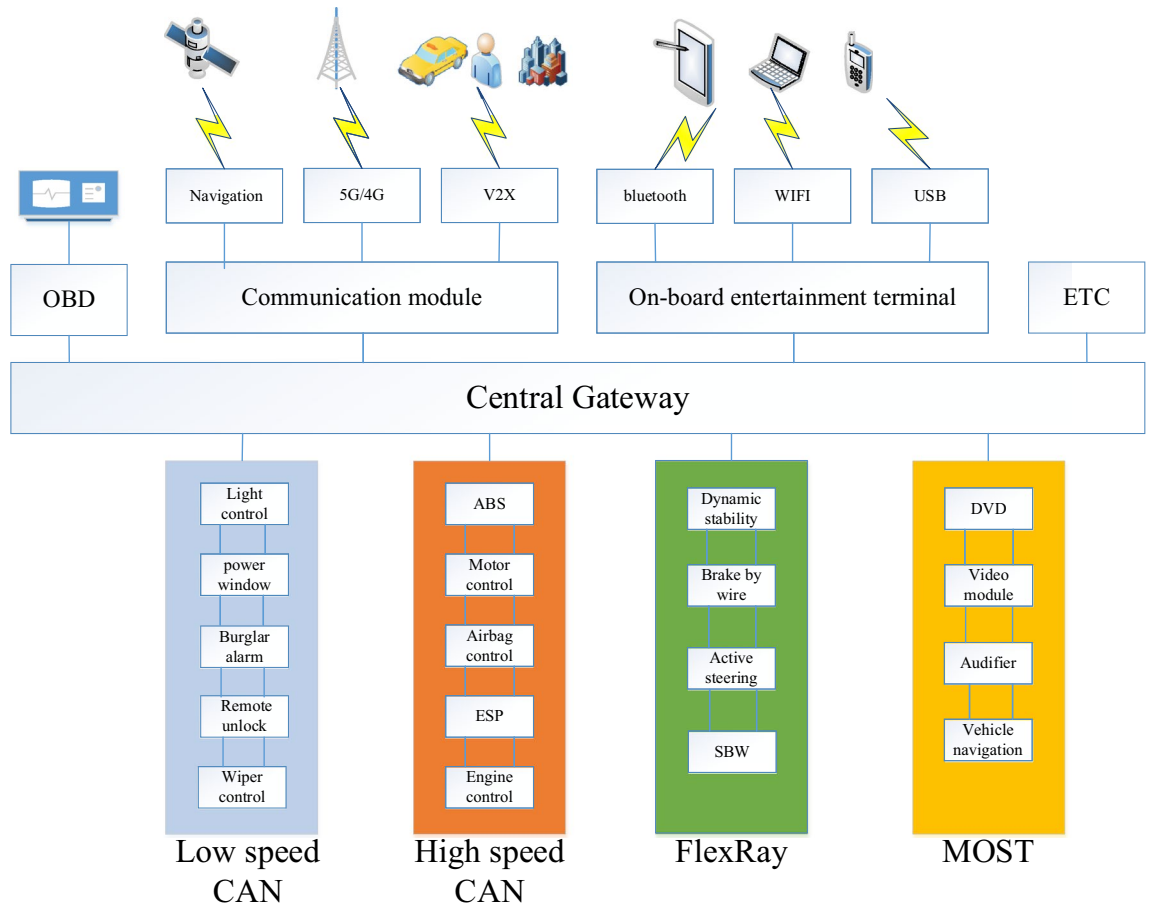 Navigation
5G/4G
V2X
bluetooth
WIFI
USB
OBD
Communication module
On-board entertainment terminal
ETC
Central Gateway
Light
control
power
window
Burglar
alarm
Remote
unlock
Wiper
control
Low speed
CAN
ABS
Motor
control
Airbag
control
ESP
Engine
control
High speed
CAN
Dynamic
stability
Brake by
wire
Active
steering
SBW
FlexRay
DVD
Video
module
Audifier
Vehicle
navigation
MOST